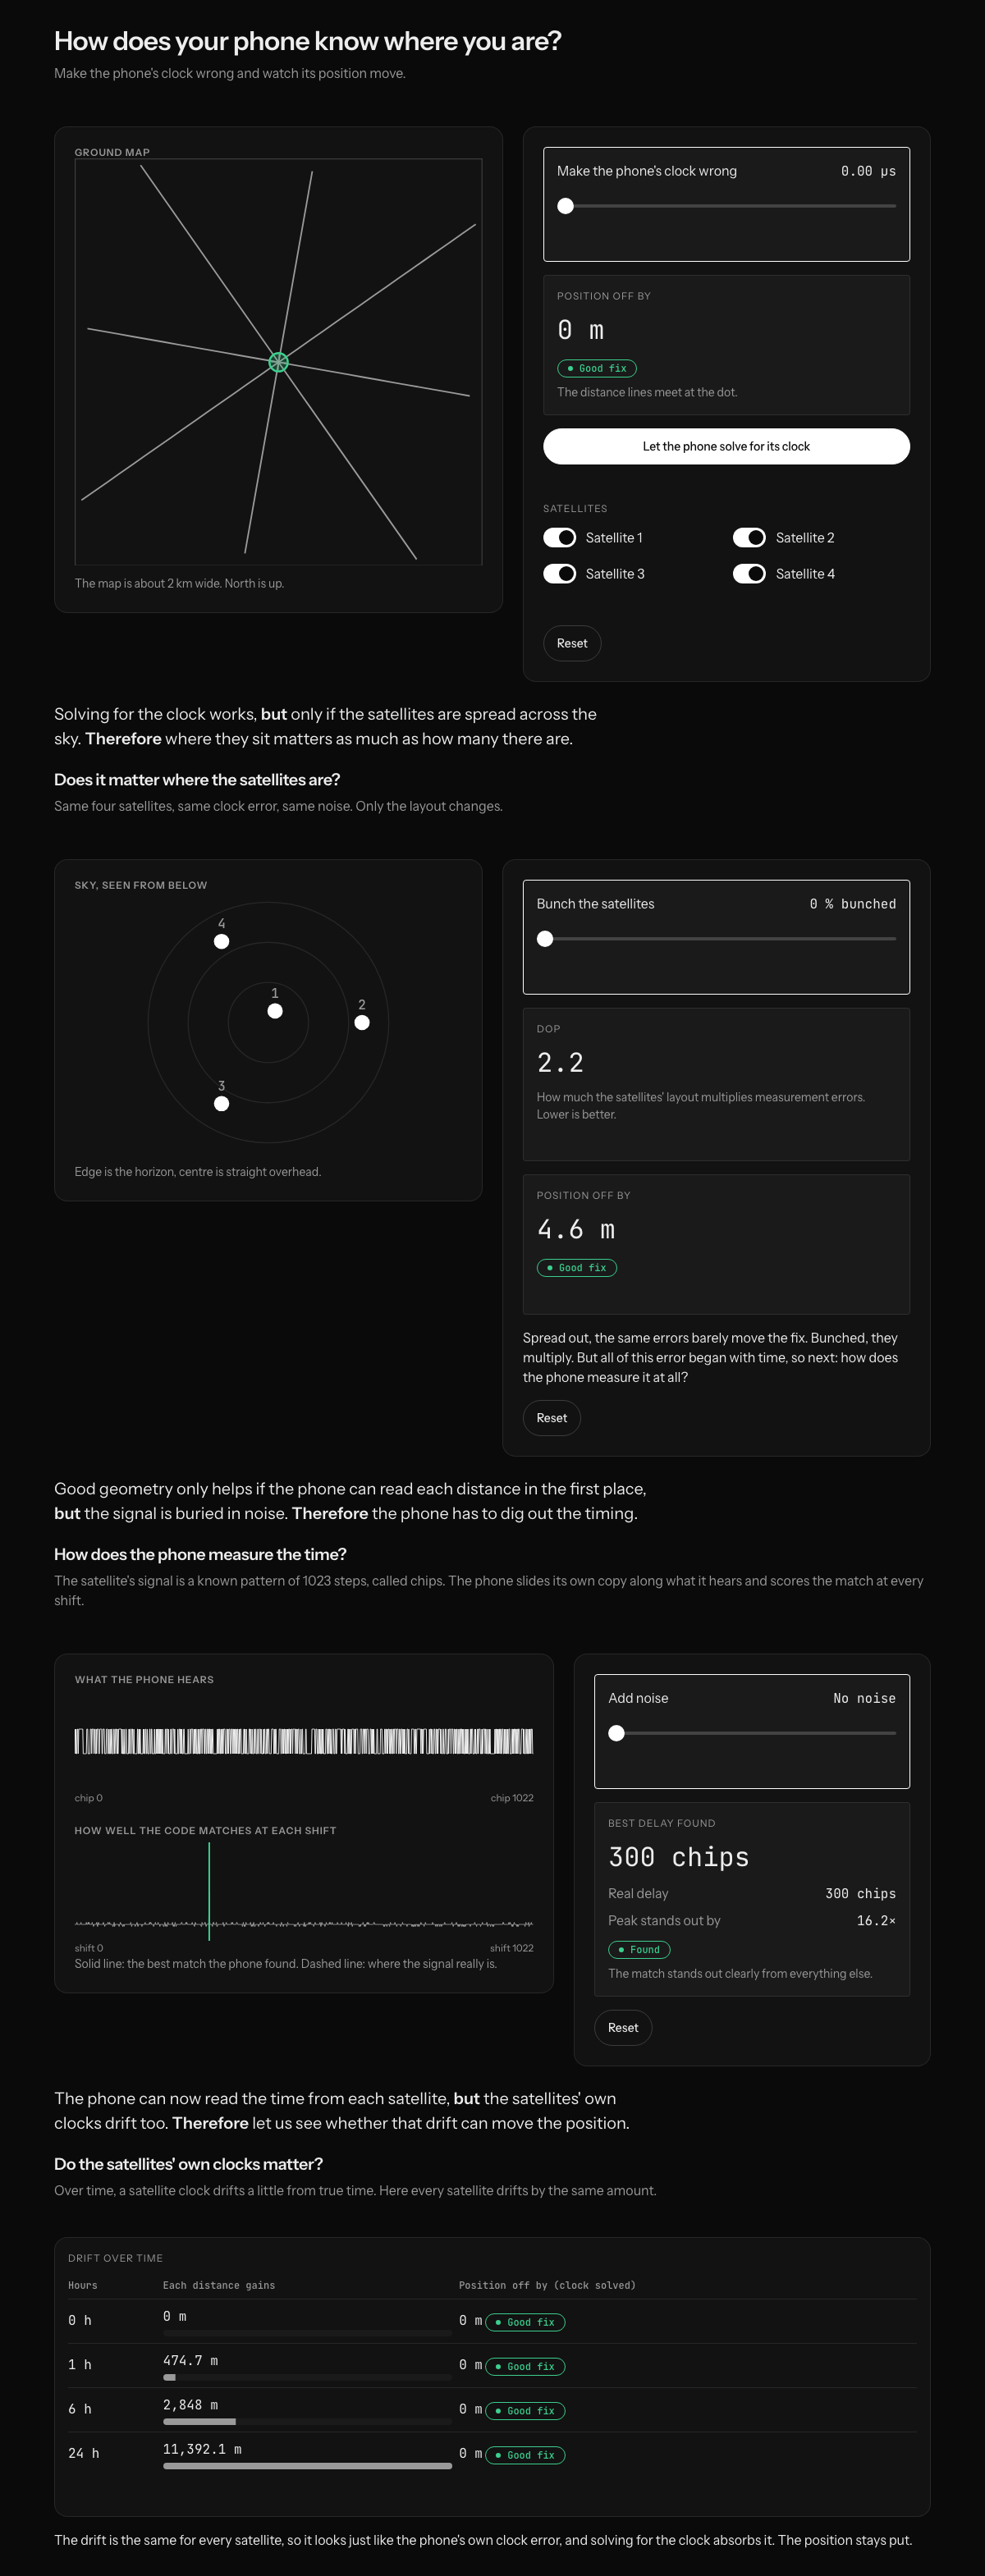 How does your phone know where you are?
Make the phone's clock wrong and watch its position move.
GROUND MAP
The map is about 2 km wide. North is up.
Make the phone's clock wrong 0.00 µs
POSITION OFF BY
0 m
Good fix
The distance lines meet at the dot.
Let the phone solve for its clock
SATELLITES
Satellite 1 Satellite 2
Satellite 3 Satellite 4
Reset
Solving for the clock works, but only if the satellites are spread across the
sky. Therefore where they sit matters as much as how many there are.
Does it matter where the satellites are?
Same four satellites, same clock error, same noise. Only the layout changes.
SKY, SEEN FROM BELOW
4
1
2
3
Edge is the horizon, centre is straight overhead.
Bunch the satellites 0 % bunched
DOP
2.2
How much the satellites' layout multiplies measurement errors.
Lower is better.
POSITION OFF BY
4.6 m
Good fix
Spread out, the same errors barely move the fix. Bunched, they
multiply. But all of this error began with time, so next: how does
the phone measure it at all?
Reset
Good geometry only helps if the phone can read each distance in the first place,
but the signal is buried in noise. Therefore the phone has to dig out the timing.
How does the phone measure the time?
The satellite's signal is a known pattern of 1023 steps, called chips. The phone slides its own copy along what it hears and scores the match at every
shift.
WHAT THE PHONE HEARS
chip 0 chip 1022
HOW WELL THE CODE MATCHES AT EACH SHIFT
shift 0 shift 1022
Solid line: the best match the phone found. Dashed line: where the signal really is.
Add noise No noise
BEST DELAY FOUND
300 chips
Real delay 300 chips
Peak stands out by 16.2×
Found
The match stands out clearly from everything else.
Reset
The phone can now read the time from each satellite, but the satellites' own
clocks drift too. Therefore let us see whether that drift can move the position.
Do the satellites' own clocks matter?
Over time, a satellite clock drifts a little from true time. Here every satellite drifts by the same amount.
DRIFT OVER TIME
Hours Each distance gains Position off by (clock solved)
0 h 0 m 0 m Good fix
1 h 474.7 m 0 m Good fix
6 h 2,848 m 0 m Good fix
24 h 11,392.1 m 0 m Good fix
The drift is the same for every satellite, so it looks just like the phone's own clock error, and solving for the clock absorbs it. The position stays put.